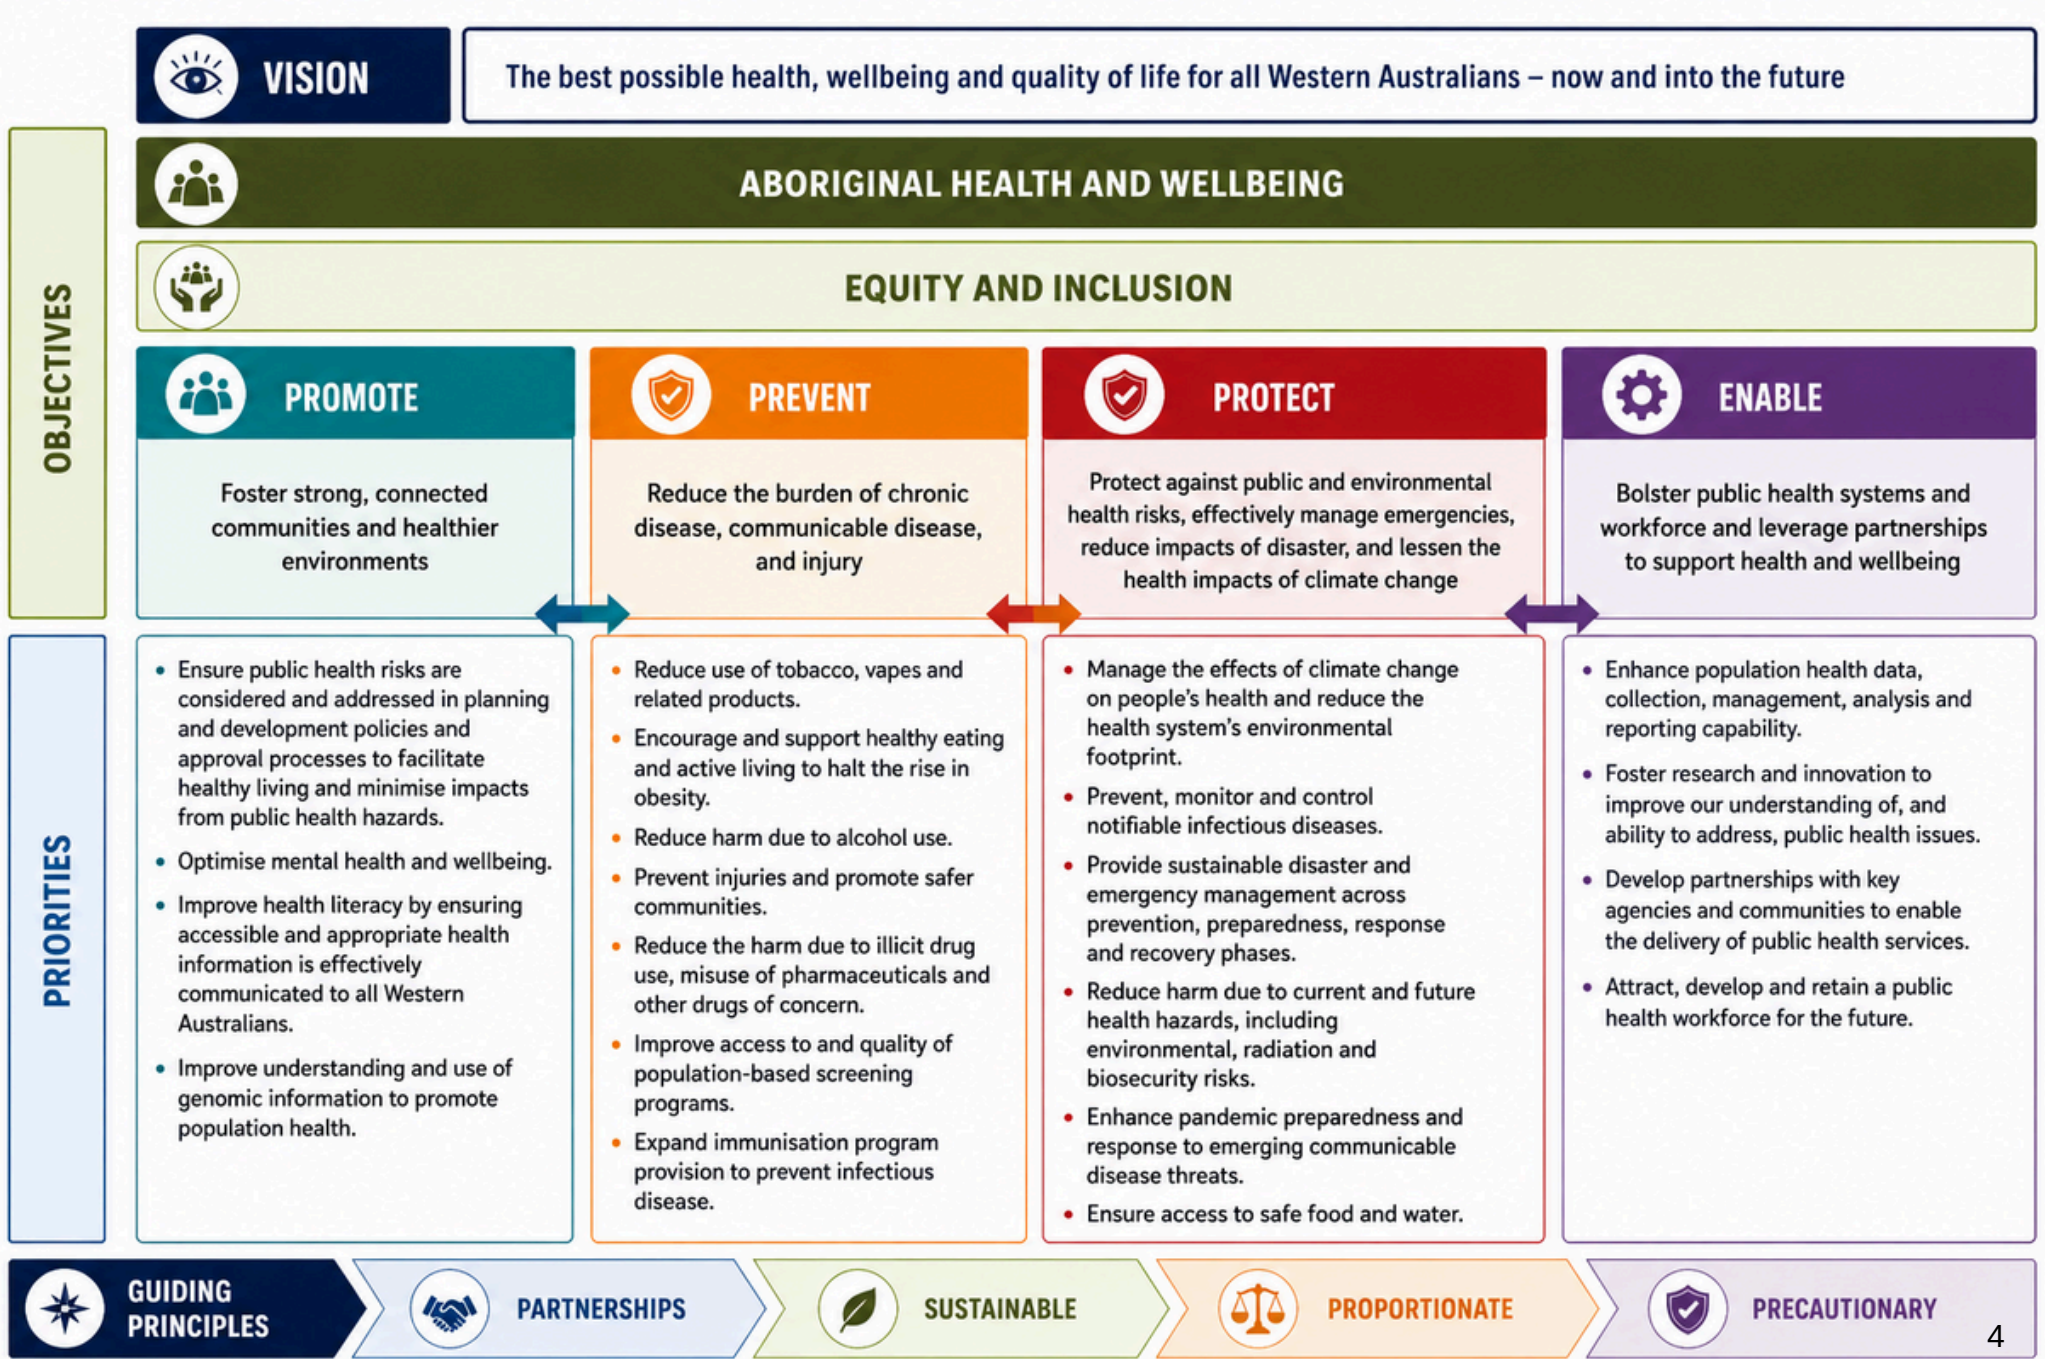 VISION
The best possible health, wellbeing and quality of life for all Western Australians – now and into the future
OBJECTIVES
ABORIGINAL HEALTH AND WELLBEING
EQUITY AND INCLUSION
PROMOTE
Foster strong, connected
communities and healthier
environments
PREVENT
Reduce the burden of chronic
disease, communicable disease,
and injury
PROTECT
Protect against public and environmental
health risks, effectively manage emergencies,
reduce impacts of disaster, and lessen the
health impacts of climate change
ENABLE
Bolster public health systems and
workforce and leverage partnerships
to support health and wellbeing
PRIORITIES
• Ensure public health risks are
considered and addressed in planning
and development policies and
approval processes to facilitate
healthy living and minimise impacts
from public health hazards.
• Optimise mental health and wellbeing.
• Improve health literacy by ensuring
accessible and appropriate health
information is effectively
communicated to all Western
Australians.
• Improve understanding and use of
genomic information to promote
population health.
• Reduce use of tobacco, vapes and
related products.
• Encourage and support healthy eating
and active living to halt the rise in
obesity.
• Reduce harm due to alcohol use.
• Prevent injuries and promote safer
communities.
• Reduce the harm due to illicit drug
use, misuse of pharmaceuticals and
other drugs of concern.
• Improve access to and quality of
population-based screening
programs.
• Expand immunisation program
provision to prevent infectious
disease.
• Manage the effects of climate change
on people's health and reduce the
health system's environmental
footprint.
• Prevent, monitor and control
notifiable infectious diseases.
• Provide sustainable disaster and
emergency management across
prevention, preparedness, response
and recovery phases.
• Reduce harm due to current and future
health hazards, including
environmental, radiation and
biosecurity risks.
• Enhance pandemic preparedness and
response to emerging communicable
disease threats.
• Ensure access to safe food and water.
• Enhance population health data,
collection, management, analysis and
reporting capability.
• Foster research and innovation to
improve our understanding of, and
ability to address, public health issues.
• Develop partnerships with key
agencies and communities to enable
the delivery of public health services.
• Attract, develop and retain a public
health workforce for the future.
GUIDING
PRINCIPLES
PARTNERSHIPS
SUSTAINABLE
PROPORTIONATE
PRECAUTIONARY
4